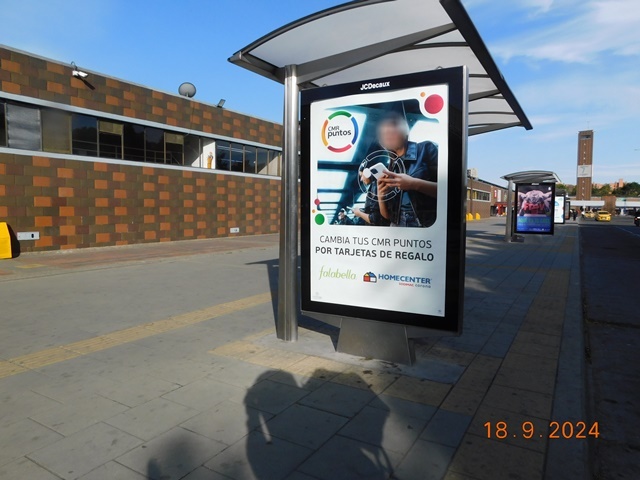 JCDecaux
CMR
puntos
CAMBIA TUS CMR PUNTOS
POR TARJETAS DE REGALO
falabella
HOMECENTER
18.9.2024